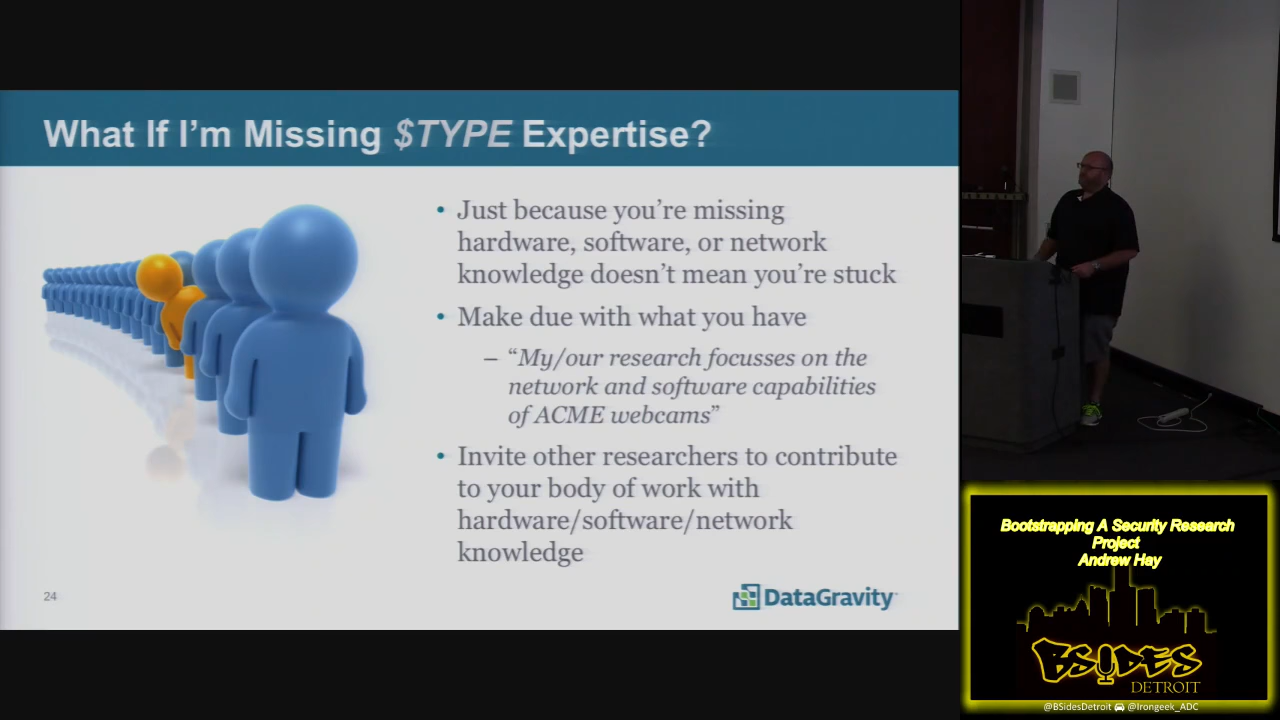 What If I'm Missing $TYPE Expertise?
• Just because you're missing
hardware, software, or network
knowledge doesn't mean you're stuck
• Make due with what you have
– “My/our research focusses on the
network and software capabilities
of ACME webcams”
• Invite other researchers to contribute
to your body of work with
hardware/software/network
knowledge
24
DataGravity
Bootstrapping A Security Research
Project
Andrew Hay
BSIDES
DETROIT
@BSidesDetroit @Irongeek_ADC